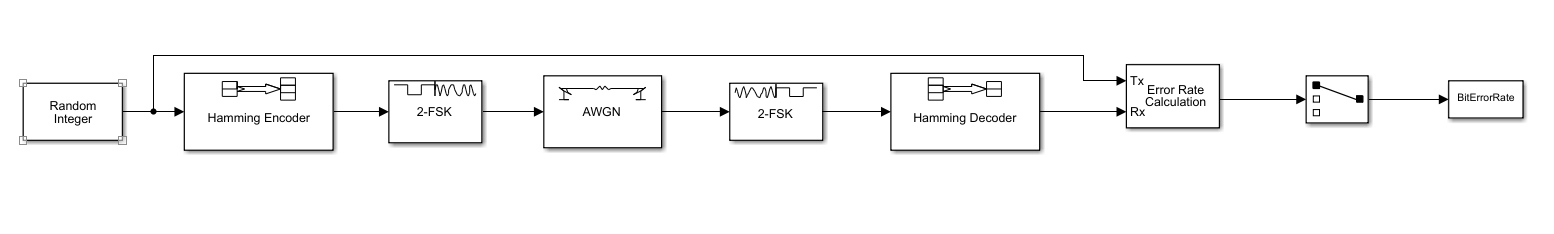 Random
Integer
Hamming Encoder
2-FSK
AWGN
2-FSK
Hamming Decoder
Tx
Rx
Error Rate
Calculation
BitErrorRate